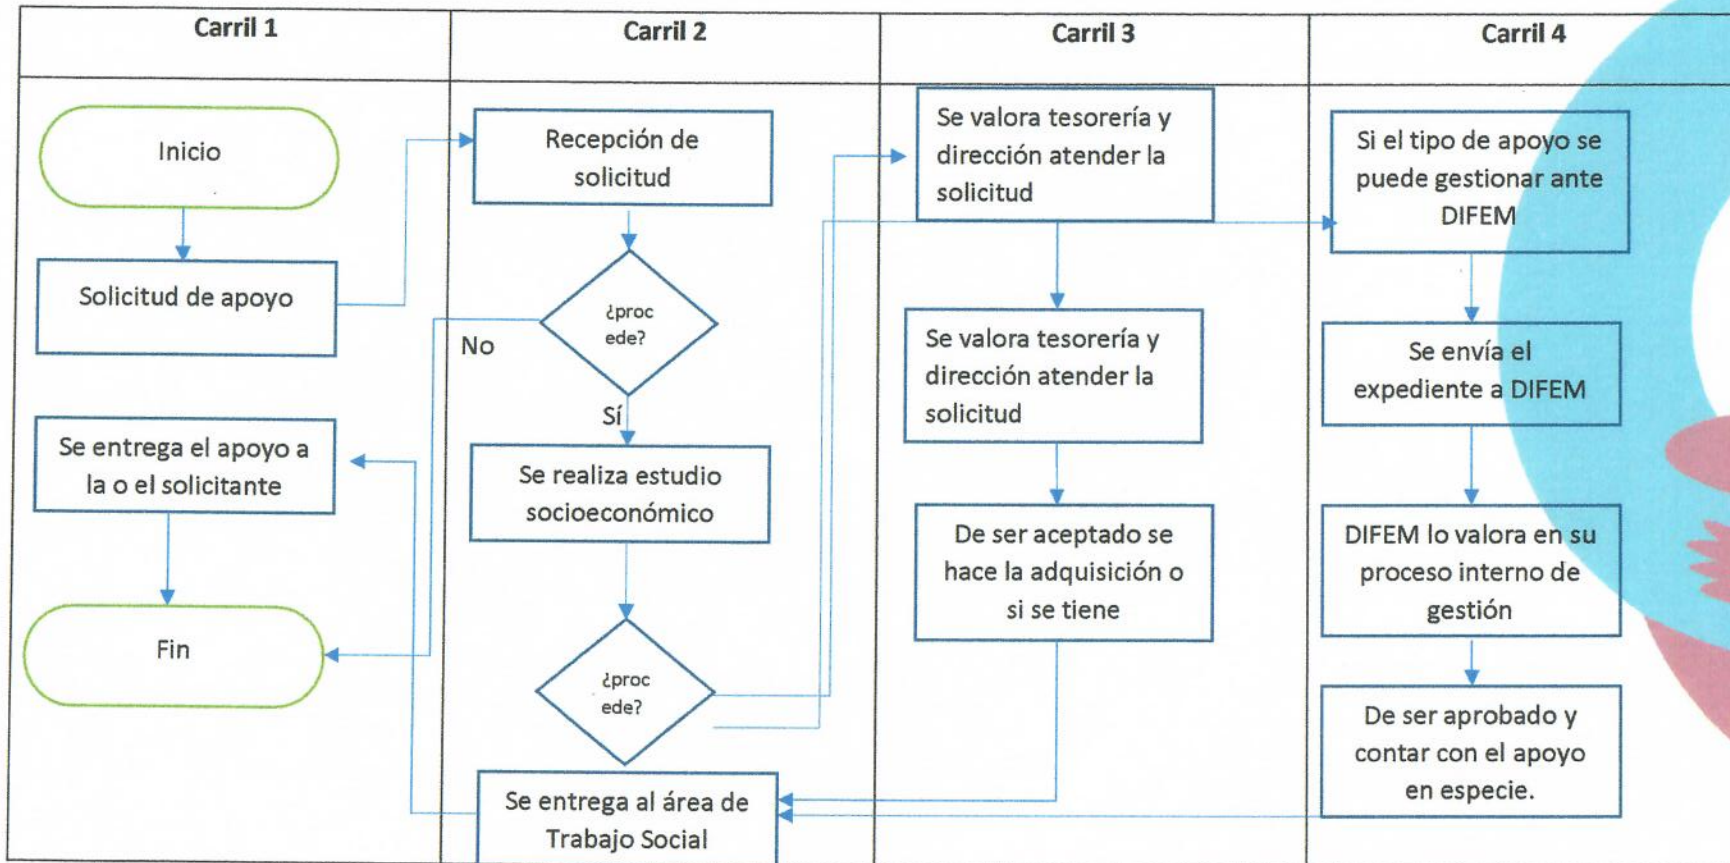 Carril 1
Carril 2
Carril 3
Carril 4
Inicio
Solicitud de apoyo
Se entrega el apoyo a
la o el solicitante
Fin
Recepción de
solicitud
¿proc
ede?
No
Sí
Se realiza estudio
socioeconómico
¿proc
ede?
Se entrega al área de
Trabajo Social
Se valora tesorería y
dirección atender la
solicitud
Se valora tesorería y
dirección atender la
solicitud
De ser aceptado se
hace la adquisición o
si se tiene
Si el tipo de apoyo se
puede gestionar ante
DIFEM
Se envía el
expediente a DIFEM
DIFEM lo valora en su
proceso interno de
gestión
De ser aprobado y
contar con el apoyo
en especie.